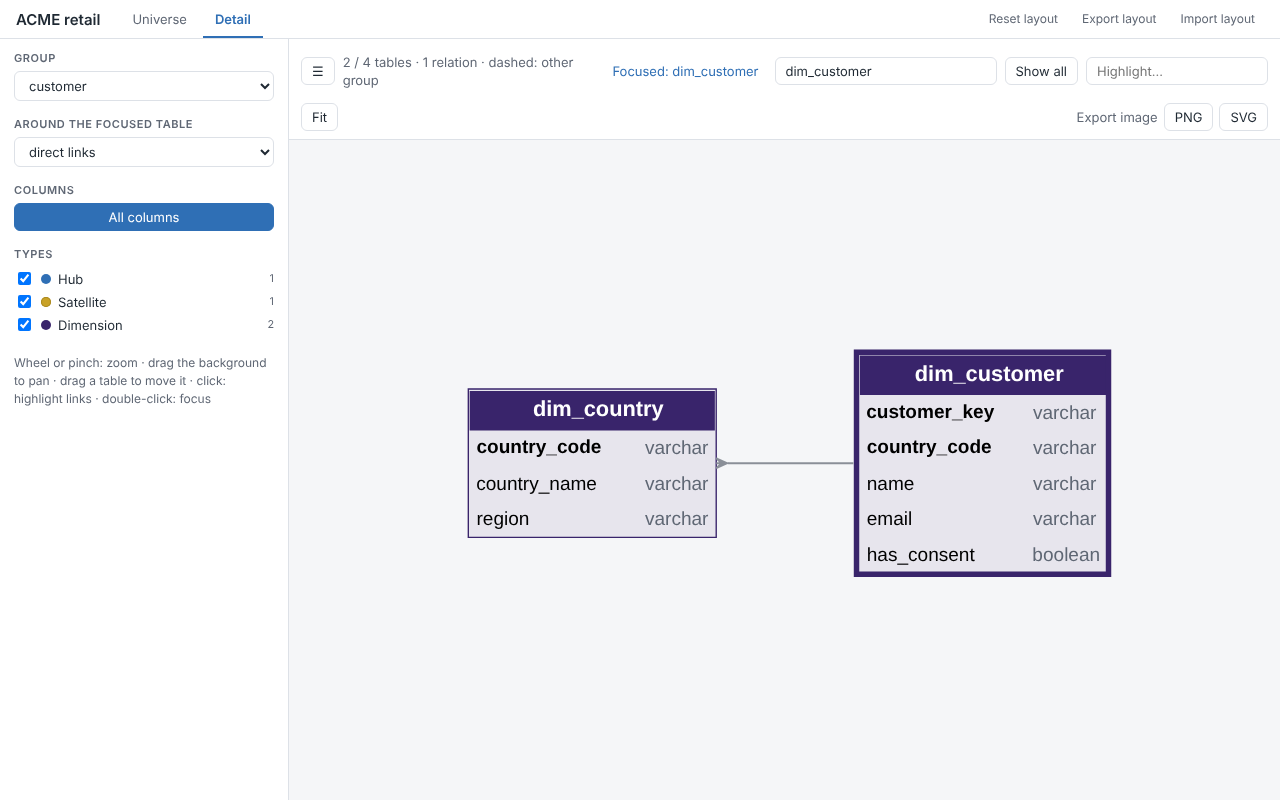 ACME retail
Universe
Detail
Reset layout
Export layout
Import layout
GROUP
customer
AROUND THE FOCUSED TABLE
direct links
COLUMNS
All columns
TYPES
Hub 1
Satellite 1
Dimension 2
Wheel or pinch: zoom · drag the background
to pan · drag a table to move it · click:
highlight links · double-click: focus
☰
2 / 4 tables · 1 relation · dashed: other
group
Focused: dim_customer
dim_customer
Show all
Highlight...
Fit
Export image
PNG
SVG
dim_country
country_code varchar
country_name varchar
region varchar
dim_customer
customer_key varchar
country_code varchar
name varchar
email varchar
has_consent boolean